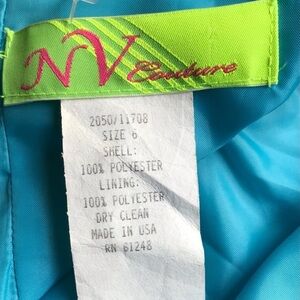 NV Couture
2050/11708
SIZE 6
SHELL:
100% POLYESTER
LINING:
100% POLYESTER
DRY CLEAN
MADE IN USA
RN 61248